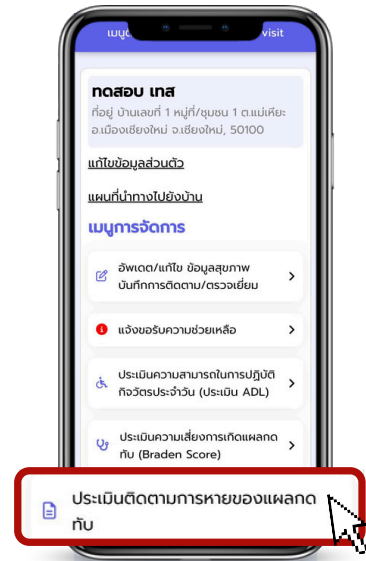 visit
ทดสอบ เทส
ที่อยู่ บ้านเลขที่ 1 หมู่ที่/ชุมชน 1 ต.แม่เหียะ
อ.เมืองเชียงใหม่ จ.เชียงใหม่, 50100
แก้ไขข้อมูลส่วนตัว
แผนที่นำทางไปยังบ้าน
เมนูการจัดการ
อัพเดต/แก้ไข ข้อมูลสุขภาพ
บันทึกการติดตาม/ตรวจเยี่ยม
แจ้งขอรับความช่วยเหลือ
ประเมินความสามารถในการปฏิบัติ
กิจวัตรประจำวัน (ประเมิน ADL)
ประเมินความเสี่ยงการเกิดแผลกด
ทับ (Braden Score)
ประเมินติดตามการหายของแผลกด
ทับ